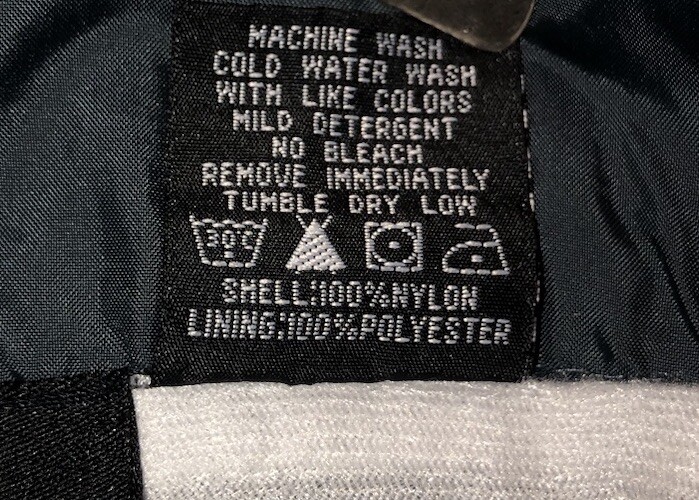 MACHINE WASH
COLD WATER WASH
WITH LIKE COLORS
MILD DETERGENT
NO BLEACH
REMOVE IMMEDIATELY
TUMBLE DRY LOW
30C
SHELL:100%NYLON
LINING:100%POLYESTER